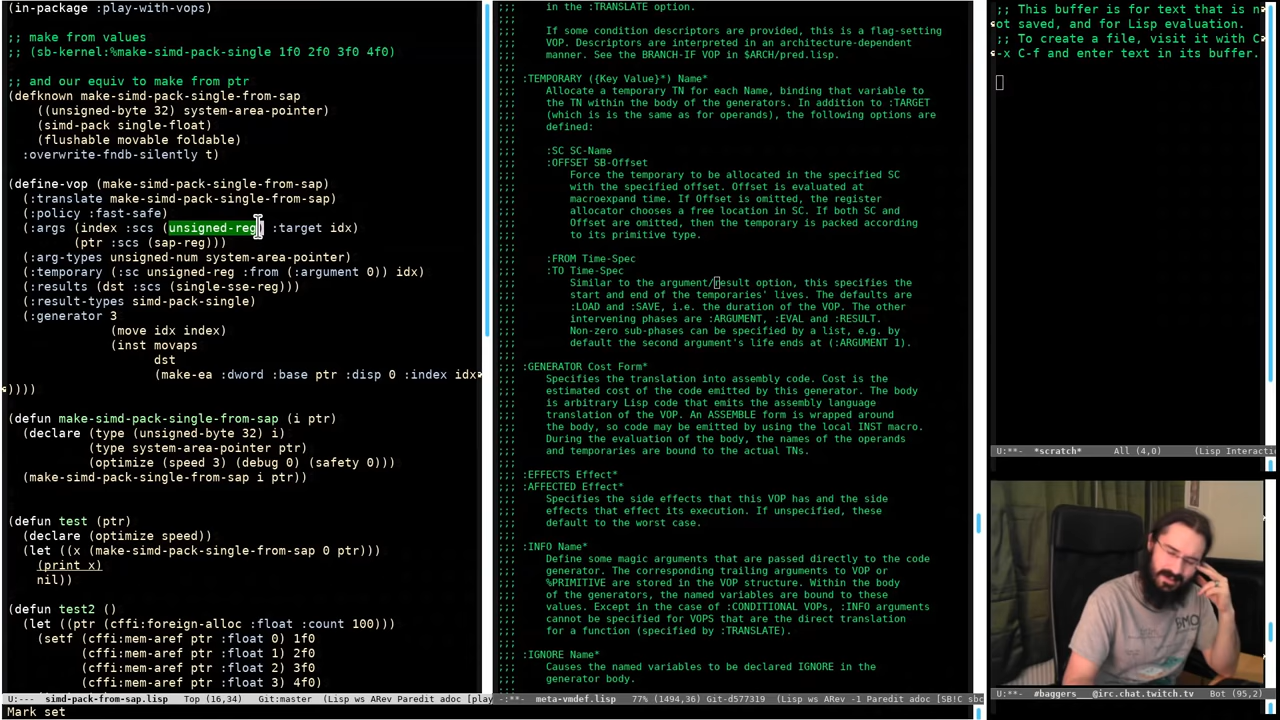 (in-package :play-with-vops)
;; make from values
;; (sb-kernel:%make-simd-pack-single 1f0 2f0 3f0 4f0)
;; and our equiv to make from ptr
(defknown make-simd-pack-single-from-sap
((unsigned-byte 32) system-area-pointer)
(simd-pack single-float)
(flushable movable foldable)
:overwrite-fndb-silently t)
(define-vop (make-simd-pack-single-from-sap)
(:translate make-simd-pack-single-from-sap)
(:policy :fast-safe)
(:args (index :scs (unsigned-reg) :target idx)
(ptr :scs (sap-reg)))
(:arg-types unsigned-num system-area-pointer)
(:temporary (:sc unsigned-reg :from (:argument 0)) idx)
(:results (dst :scs (single-sse-reg)))
(:result-types simd-pack-single)
(:generator 3
(move idx index)
(inst movaps
dst
(make-ea :dword :base ptr :disp 0 :index idx
))))
(defun make-simd-pack-single-from-sap (i ptr)
(declare (type (unsigned-byte 32) i)
(type system-area-pointer ptr)
(optimize (speed 3) (debug 0) (safety 0)))
(make-simd-pack-single-from-sap i ptr))
(defun test (ptr)
(declare (optimize speed))
(let ((x (make-simd-pack-single-from-sap 0 ptr)))
(print x)
nil))
(defun test2 ()
(let ((ptr (cffi:foreign-alloc :float :count 100)))
(setf (cffi:mem-aref ptr :float 0) 1f0
(cffi:mem-aref ptr :float 1) 2f0
(cffi:mem-aref ptr :float 2) 3f0
(cffi:mem-aref ptr :float 3) 4f0)
U:--- simd-pack-from-sap.lisp Top (16,34) Git:master (Lisp ws ARev Paredit adoc [play
Mark set
;;; in the :TRANSLATE option.
;;;
;;; If some condition descriptors are provided, this is a flag-setting
;;; VOP. Descriptors are interpreted in an architecture-dependent
;;; manner. See the BRANCH-IF VOP in $ARCH/pred.lisp.
;;;
;;; :TEMPORARY ({Key Value}*) Name*
;;; Allocate a temporary TN for each Name, binding that variable to
;;; the TN within the body of the generators. In addition to :TARGET
;;; (which is is the same as for operands), the following options are
;;; defined:
;;;
;;; :SC SC-Name
;;; :OFFSET SB-Offset
;;; Force the temporary to be allocated in the specified SC
;;; with the specified offset. Offset is evaluated at
;;; macroexpand time. If Offset is omitted, the register
;;; allocator chooses a free location in SC. If both SC and
;;; Offset are omitted, then the temporary is packed according
;;; to its primitive type.
;;;
;;; :FROM Time-Spec
;;; :TO Time-Spec
;;; Similar to the argument/result option, this specifies the
;;; start and end of the temporaries' lives. The defaults are
;;; :LOAD and :SAVE, i.e. the duration of the VOP. The other
;;; intervening phases are :ARGUMENT, :EVAL and :RESULT.
;;; Non-zero sub-phases can be specified by a list, e.g. by
;;; default the second argument's life ends at (:ARGUMENT 1).
;;;
;;; :GENERATOR Cost Form*
;;; Specifies the translation into assembly code. Cost is the
;;; estimated cost of the code emitted by this generator. The body
;;; is arbitrary Lisp code that emits the assembly language
;;; translation of the VOP. An ASSEMBLE form is wrapped around
;;; the body, so code may be emitted by using the local INST macro.
;;; During the evaluation of the body, the names of the operands
;;; and temporaries are bound to the actual TNs.
;;;
;;; :EFFECTS Effect*
;;; :AFFECTED Effect*
;;; Specifies the side effects that this VOP has and the side
;;; effects that effect its execution. If unspecified, these
;;; default to the worst case.
;;;
;;; :INFO Name*
;;; Define some magic arguments that are passed directly to the code
;;; generator. The corresponding trailing arguments to VOP or
;;; %PRIMITIVE are stored in the VOP structure. Within the body
;;; of the generators, the named variables are bound to these
;;; values. Except in the case of :CONDITIONAL VOPs, :INFO arguments
;;; cannot be specified for VOPS that are the direct translation
;;; for a function (specified by :TRANSLATE).
;;;
;;; :IGNORE Name*
;;; Causes the named variables to be declared IGNORE in the
;;; generator body.
-:**- meta-vmdef.lisp 77% (1494,36) Git-d577319 (Lisp ws ARev -1 Paredit adoc [SB!C sbc
;; This buffer is for text that is n
ot saved, and for Lisp evaluation.
;; To create a file, visit it with C
-x C-f and enter text in its buffer.
U:**- *scratch* All (4,0) (Lisp Interacti
U:**- #baggers___@irc.chat.twitch.tv Bot (95,2)